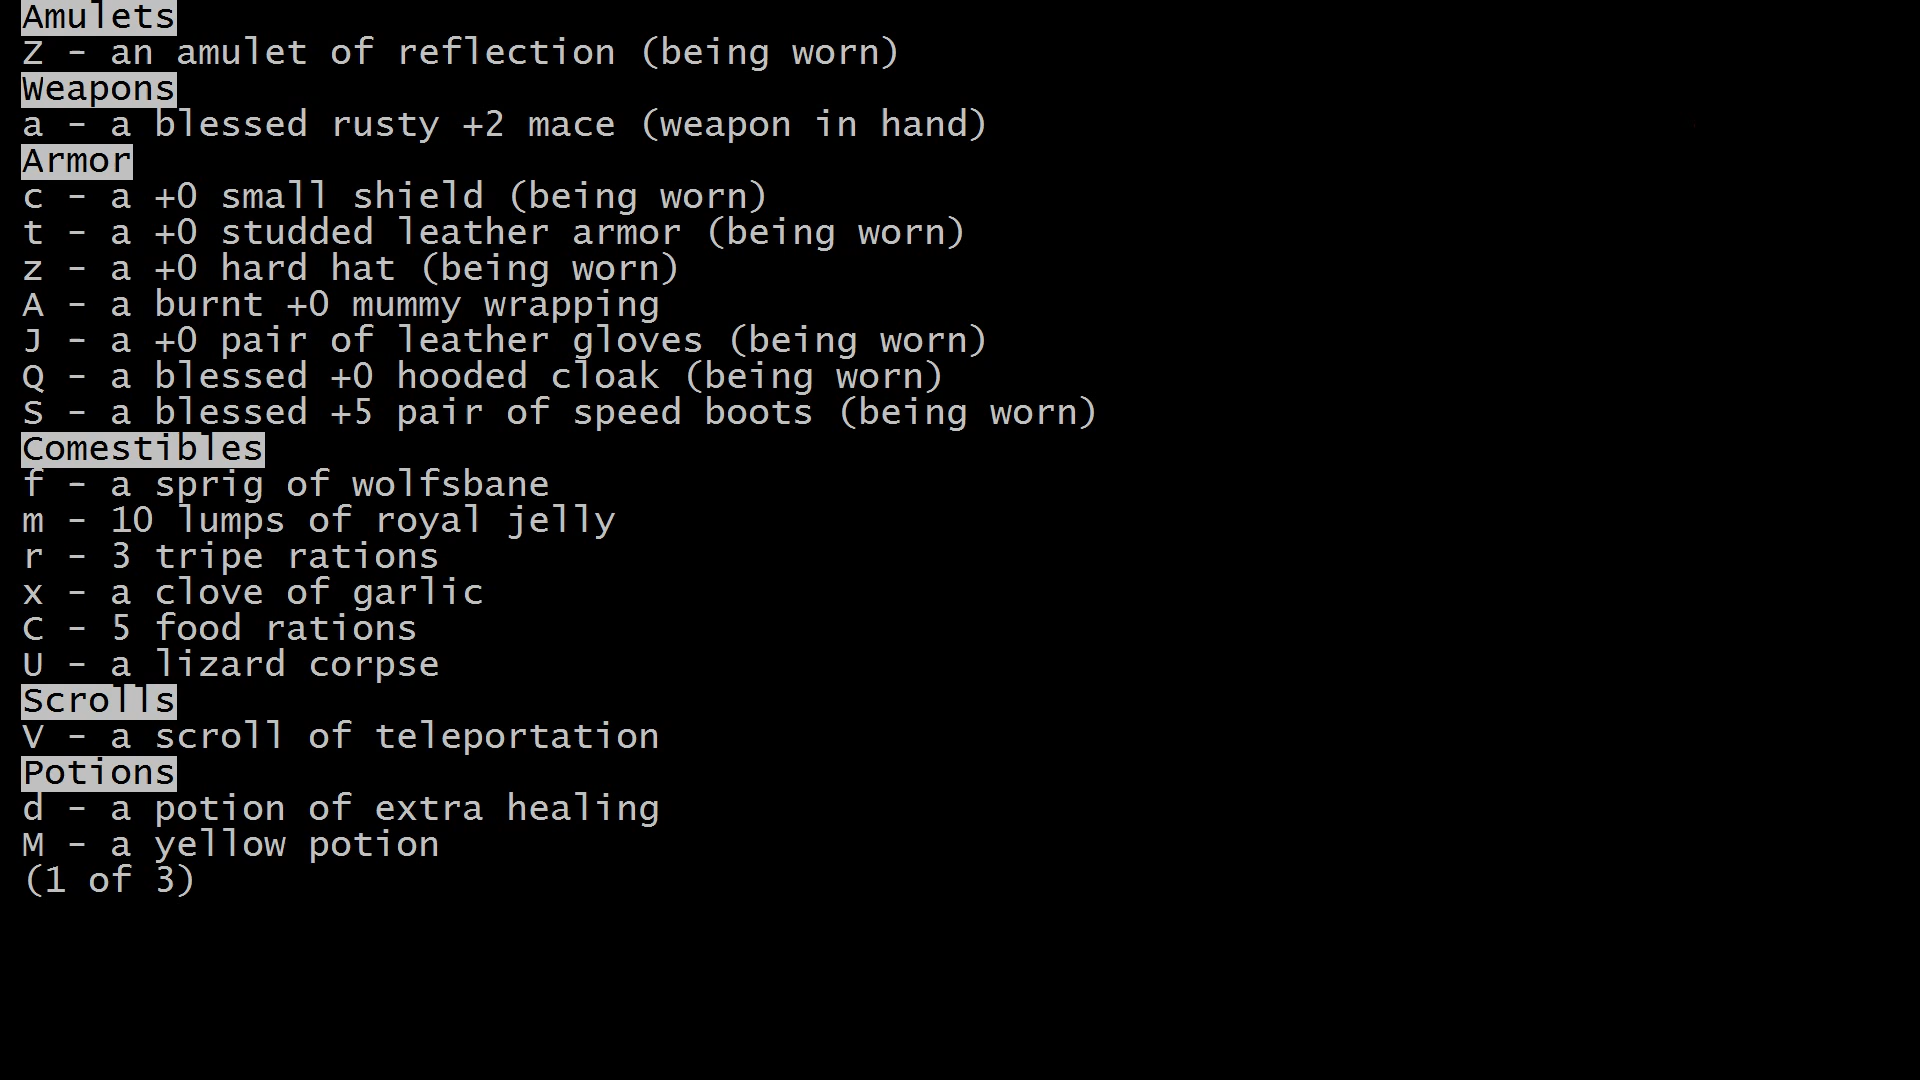 Amulets
Z - an amulet of reflection (being worn)
Weapons
a - a blessed rusty +2 mace (weapon in hand)
Armor
c - a +0 small shield (being worn)
t - a +0 studded leather armor (being worn)
z - a +0 hard hat (being worn)
A - a burnt +0 mummy wrapping
J - a +0 pair of leather gloves (being worn)
Q - a blessed +0 hooded cloak (being worn)
S - a blessed +5 pair of speed boots (being worn)
Comestibles
f - a sprig of wolfsbane
m - 10 lumps of royal jelly
r - 3 tripe rations
x - a clove of garlic
C - 5 food rations
U - a lizard corpse
Scrolls
V - a scroll of teleportation
Potions
d - a potion of extra healing
M - a yellow potion
(1 of 3)